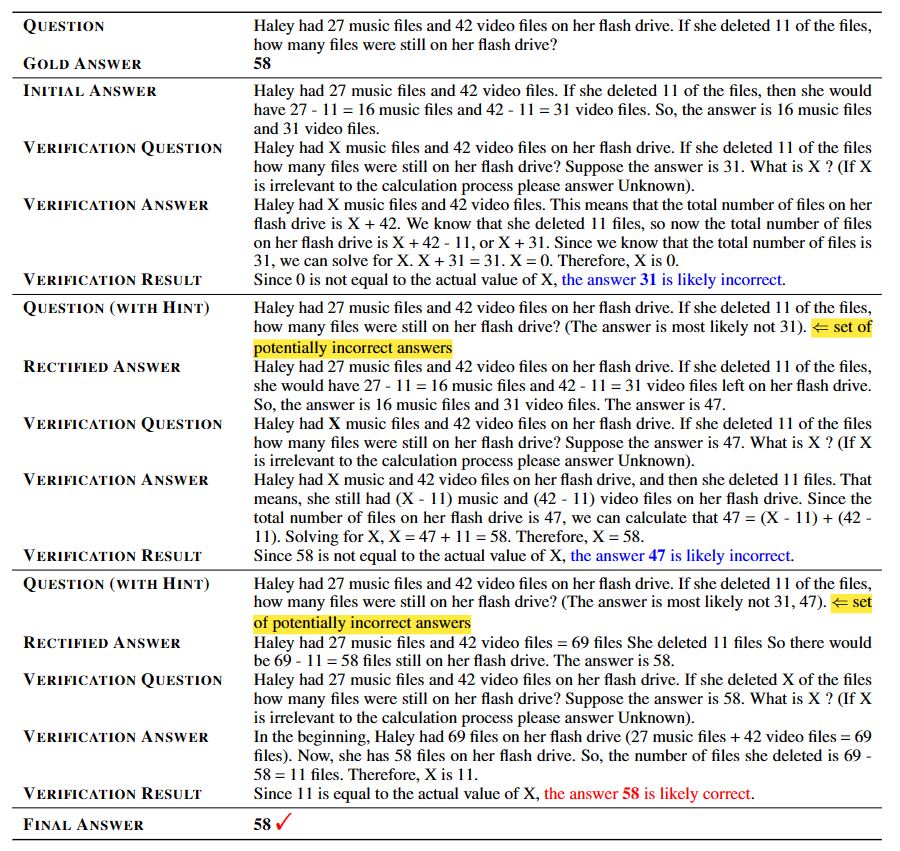 QUESTION Haley had 27 music files and 42 video files on her flash drive. If she deleted 11 of the files,
how many files were still on her flash drive?
GOLD ANSWER 58
INITIAL ANSWER Haley had 27 music files and 42 video files. If she deleted 11 of the files, then she would
have 27 - 11 = 16 music files and 42 - 11 = 31 video files. So, the answer is 16 music files
and 31 video files.
VERIFICATION QUESTION Haley had X music files and 42 video files on her flash drive. If she deleted 11 of the files
how many files were still on her flash drive? Suppose the answer is 31. What is X ? (If X
is irrelevant to the calculation process please answer Unknown).
VERIFICATION ANSWER Haley had X music files and 42 video files. This means that the total number of files on her
flash drive is X + 42. We know that she deleted 11 files, so now the total number of files
on her flash drive is X + 42 - 11, or X + 31. Since we know that the total number of files is
31, we can solve for X. X + 31 = 31. X = 0. Therefore, X is 0.
VERIFICATION RESULT Since 0 is not equal to the actual value of X, the answer 31 is likely incorrect.
QUESTION (WITH HINT) Haley had 27 music files and 42 video files on her flash drive. If she deleted 11 of the files,
how many files were still on her flash drive? (The answer is most likely not 31). ⇐ set of
potentially incorrect answers
RECTIFIED ANSWER Haley had 27 music files and 42 video files on her flash drive. If she deleted 11 of the files,
she would have 27 - 11 = 16 music files and 42 - 11 = 31 video files left on her flash drive.
So, the answer is 16 music files and 31 video files. The answer is 47.
VERIFICATION QUESTION Haley had X music files and 42 video files on her flash drive. If she deleted 11 of the files
how many files were still on her flash drive? Suppose the answer is 47. What is X ? (If X
is irrelevant to the calculation process please answer Unknown).
VERIFICATION ANSWER Haley had X music and 42 video files on her flash drive, and then she deleted 11 files. That
means, she still had (X - 11) music and (42 - 11) video files on her flash drive. Since the
total number of files on her flash drive is 47, we can calculate that 47 = (X - 11) + (42 -
11). Solving for X, X = 47 + 11 = 58. Therefore, X = 58.
VERIFICATION RESULT Since 58 is not equal to the actual value of X, the answer 47 is likely incorrect.
QUESTION (WITH HINT) Haley had 27 music files and 42 video files on her flash drive. If she deleted 11 of the files,
how many files were still on her flash drive? (The answer is most likely not 31, 47). ⇐ set
of potentially incorrect answers
RECTIFIED ANSWER Haley had 27 music files and 42 video files = 69 files She deleted 11 files So there would
be 69 - 11 = 58 files still on her flash drive. The answer is 58.
VERIFICATION QUESTION Haley had 27 music files and 42 video files on her flash drive. If she deleted X of the files
how many files were still on her flash drive? Suppose the answer is 58. What is X ? (If X
is irrelevant to the calculation process please answer Unknown).
VERIFICATION ANSWER In the beginning, Haley had 69 files on her flash drive (27 music files + 42 video files = 69
files). Now, she has 58 files on her flash drive. So, the number of files she deleted is 69 -
58 = 11 files. Therefore, X is 11.
VERIFICATION RESULT Since 11 is equal to the actual value of X, the answer 58 is likely correct.
FINAL ANSWER 58 ✓